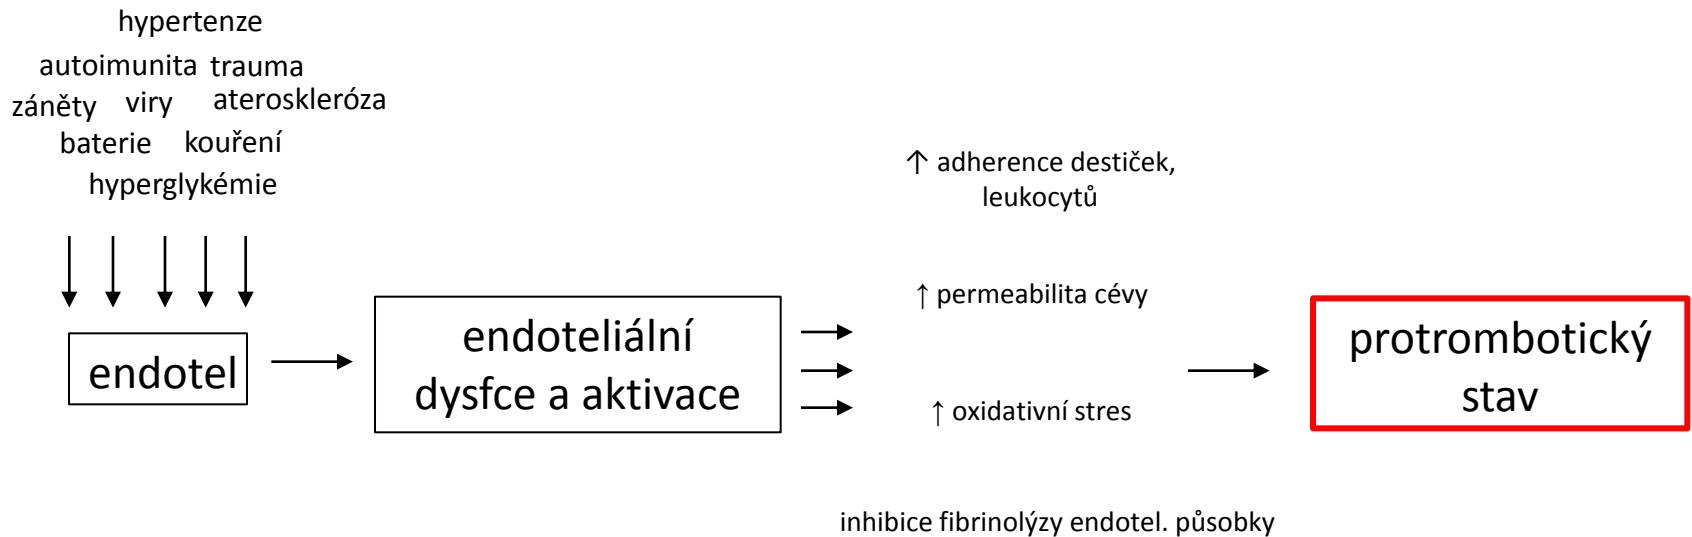 hypertenze
autoimunita trauma
záněty viry ateroskleróza
baterie kouření
hyperglykémie
endotel
endoteliální
dysfce a aktivace
↑ adherence destiček,
leukocytů
↑ permeabilita cévy
↑ oxidativní stres
inhibice fibrinolýzy endotel. působky
protrombotický
stav